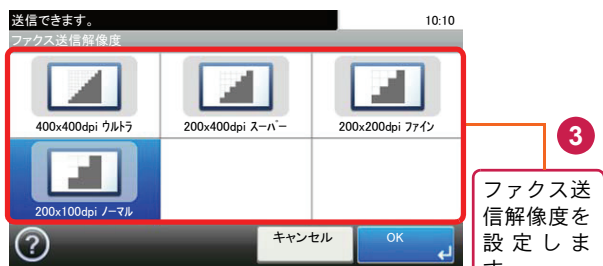 送信できます。 10:10
ファクス送信解像度
400x400dpi ウルトラ 200x400dpi スーパー 200x200dpi ファイン
200x100dpi ノーマル
? キャンセル OK
3
ファクス送
信解像度を
設定しま
す。